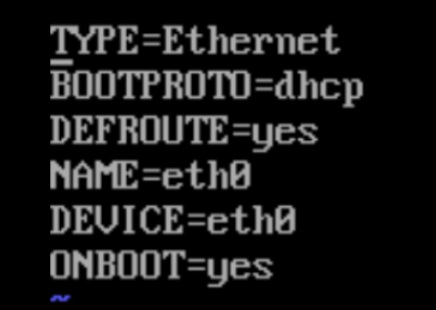 TYPE=Ethernet
BOOTPROTO=dhcp
DEFROUTE=yes
NAME=eth0
DEVICE=eth0
ONBOOT=yes
~